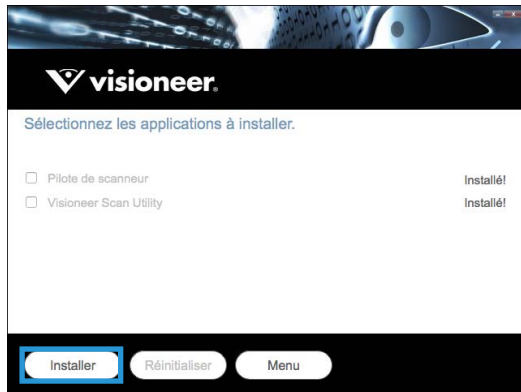 visioneer®
Sélectionnez les applications à installer.
Pilote de scanneur Installé!
Visioneer Scan Utility Installé!
Installer Réinitialiser Menu